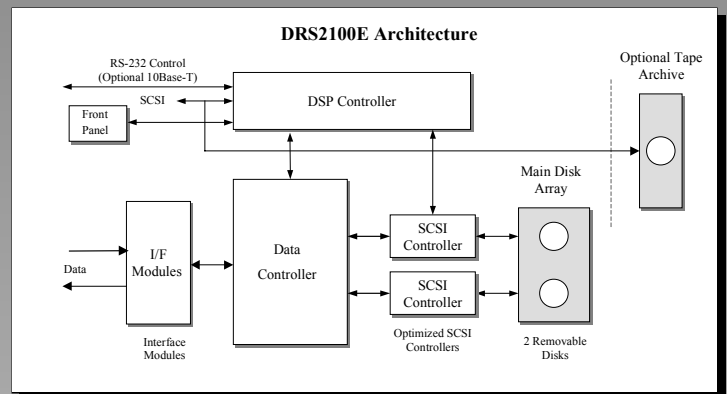 DRS2100E Architecture
RS-232 Control
(Optional 10Base-T)
SCSI
Front
Panel
DSP Controller
Optional Tape
Archive
Main Disk
Array
I/F
Modules
Data
Data
Controller
SCSI
Controller
SCSI
Controller
Interface
Modules
Optimized SCSI
Controllers
2 Removable
Disks